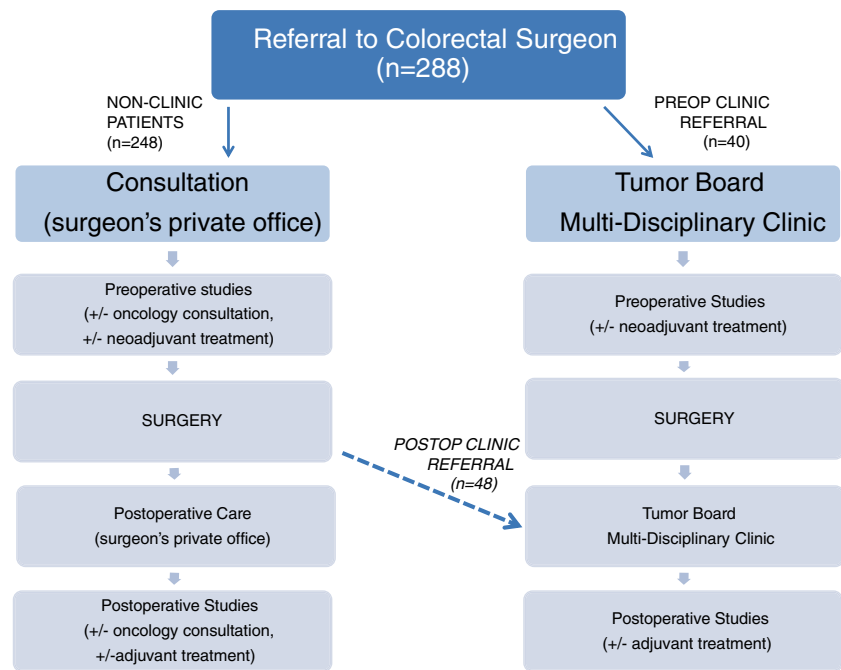 Referral to Colorectal Surgeon
(n=288)
NON-CLINIC
PATIENTS
(n=248)
PREOP CLINIC
REFERRAL
(n=40)
Consultation
(surgeon's private office)
Tumor Board
Multi-Disciplinary Clinic
Preoperative studies
(+/- oncology consultation,
+/- neoadjuvant treatment)
Preoperative Studies
(+/- neoadjuvant treatment)
SURGERY
SURGERY
POSTOP CLINIC
REFERRAL
(n=48)
Postoperative Care
(surgeon's private office)
Tumor Board
Multi-Disciplinary Clinic
Postoperative Studies
(+/- oncology consultation,
+/-adjuvant treatment)
Postoperative Studies
(+/- adjuvant treatment)